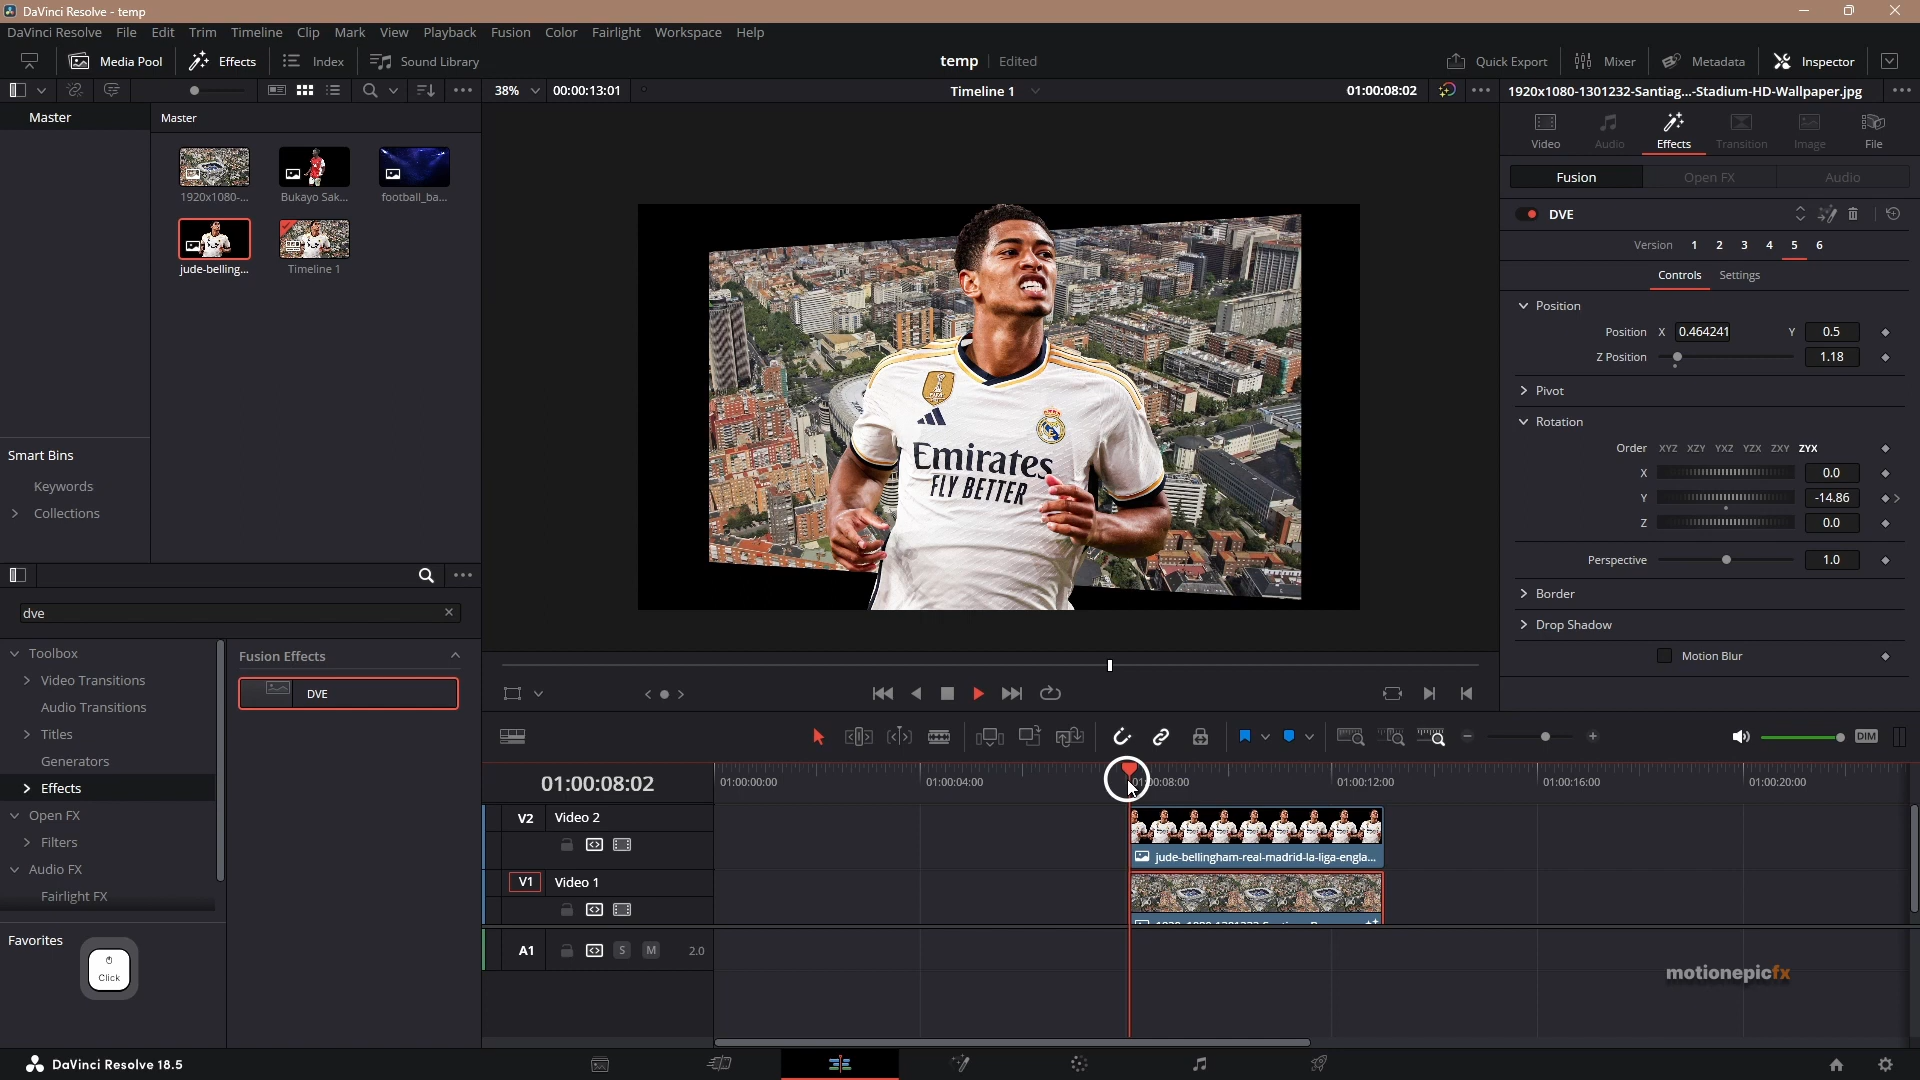 DaVinci Resolve - temp
DaVinci Resolve File Edit Trim Timeline Clip Mark View Playback Fusion Color Fairlight Workspace Help
Media Pool Effects Index Sound Library
temp Edited
Quick Export Mixer Metadata Inspector
38% 00:00:13:01 Timeline 1 01:00:08:02
1920x1080-1301232-Santiag...-Stadium-HD-Wallpaper.jpg
Master
Master
1920x1080-... Bukayo Sak... football_ba...
jude-belling... Timeline 1
Smart Bins
Keywords
Collections
Video Audio Effects Transition Image File
Fusion Open FX Audio
DVE
Version 1 2 3 4 5 6
Controls Settings
Position
Position X 0.464241 Y 0.5
Z Position 1.18
Pivot
Rotation
Order XYZ XZY YXZ YZX ZXY ZYX
X 0.0
Y -14.86
Z 0.0
Perspective 1.0
Border
Drop Shadow
Motion Blur
Emirates
FLY BETTER
dve
Toolbox
Video Transitions
Audio Transitions
Titles
Generators
Effects
Open FX
Filters
Audio FX
Fairlight FX
Favorites
Click
Fusion Effects
DVE
DIM
01:00:08:02
01:00:00:00 01:00:04:00 01:00:08:00 01:00:12:00 01:00:16:00 01:00:20:00
V2 Video 2
jude-bellingham-real-madrid-la-liga-engla...
V1 Video 1
A1 S M 2.0
motionepicfx
DaVinci Resolve 18.5